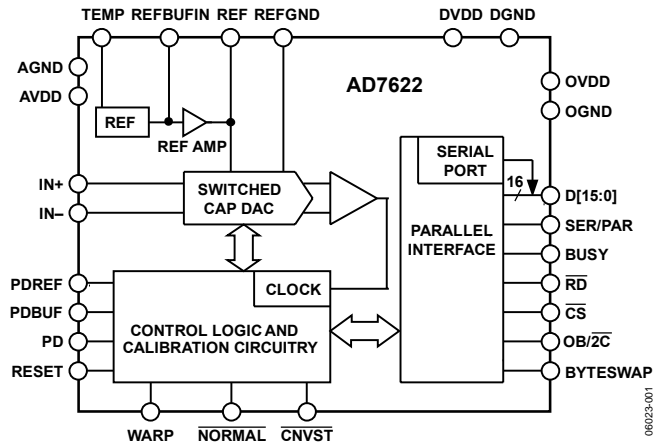 TEMP REFBUFIN REF REFGND DVDD DGND
AGND
AVDD
AD7622
OVDD
OGND
REF
REF AMP
SERIAL
PORT
16
IN+
IN–
SWITCHED
CAP DAC
D[15:0]
SER/PAR
BUSY
RD
CS
OB/2C
BYTESWAP
PARALLEL
INTERFACE
PDREF
PDBUF
PD
RESET
CLOCK
CONTROL LOGIC AND
CALIBRATION CIRCUITRY
WARP NORMAL CNVST
06023-001